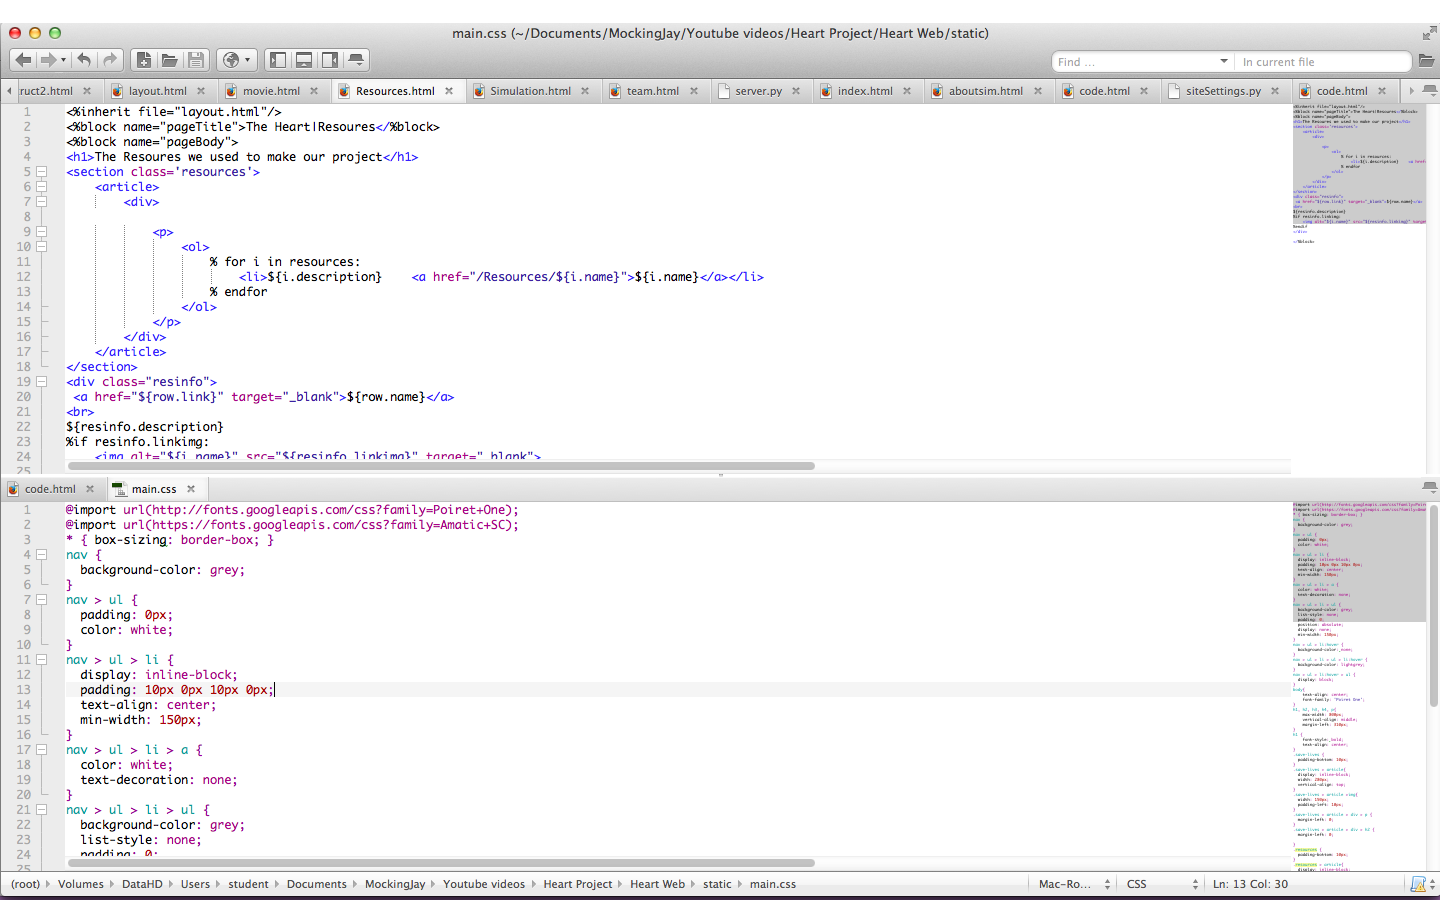 main.css (~/Documents/MockingJay/Youtube videos/Heart Project/Heart Web/static)
Find ...
In current file
ruct2.html
layout.html
movie.html
Resources.html
Simulation.html
team.html
server.py
index.html
aboutsim.html
code.html
siteSettings.py
code.html
1 <%inherit file="layout.html"/>
2 <%block name="pageTitle">The Heart|Resoures</%block>
3 <%block name="pageBody">
4 <h1>The Resoures we used to make our project</h1>
5 <section class='resources'>
6 <article>
7 <div>
8
9 <p>
10 <ol>
11 % for i in resources:
12 <li>${i.description} <a href="/Resources/${i.name}">${i.name}</a></li>
13 % endfor
14 </ol>
15 </p>
16 </div>
17 </article>
18 </section>
19 <div class="resinfo">
20 <a href="${row.link}" target="_blank">${row.name}</a>
21 <br>
22 ${resinfo.description}
23 %if resinfo.linkimg:
24 <img alt="${i.name}" src="${resinfo.linkimg}" target="_blank">
25
code.html
main.css
1 @import url(http://fonts.googleapis.com/css?family=Poiret+One);
2 @import url(https://fonts.googleapis.com/css?family=Amatic+SC);
3 * { box-sizing: border-box; }
4 nav {
5 background-color: grey;
6 }
7 nav > ul {
8 padding: 0px;
9 color: white;
10 }
11 nav > ul > li {
12 display: inline-block;
13 padding: 10px 0px 10px 0px;
14 text-align: center;
15 min-width: 150px;
16 }
17 nav > ul > li > a {
18 color: white;
19 text-decoration: none;
20 }
21 nav > ul > li > ul {
22 background-color: grey;
23 list-style: none;
24 padding: 0;
25
(root) Volumes DataHD Users student Documents MockingJay Youtube videos Heart Project Heart Web static main.css
Mac-Ro...
CSS
Ln: 13 Col: 30